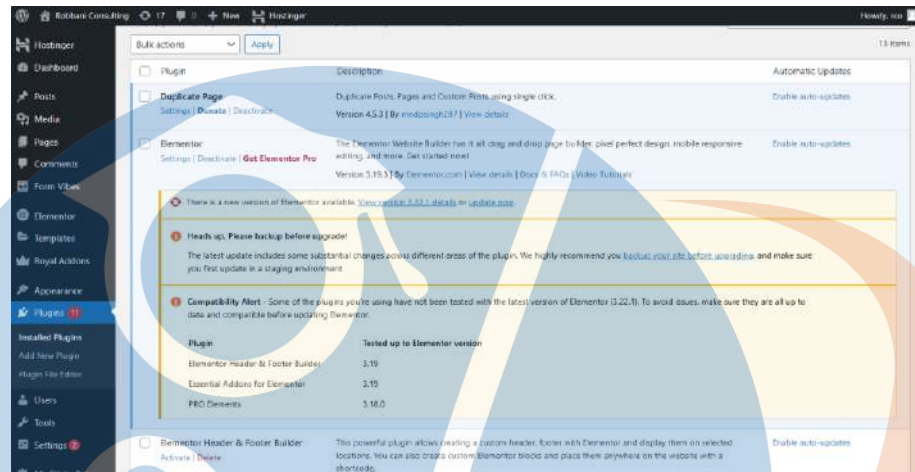 Robbani Consulting 17 0 + New Hostinger Howdy, ico
Hostinger
Dashboard
Posts
Media
Pages
Comments
Form Vibes
Elementor
Templates
Royal Addons
Appearance
Plugins 11
Installed Plugins
Add New Plugin
Plugin File Editor
Users
Tools
Settings 2
Bulk actions Apply 13 items
Plugin Description Automatic Updates
Duplicate Page Duplicate Posts, Pages and Custom Posts using single click. Enable auto-updates
Settings | Donate | Deactivate Version 4.5.3 | By mndpsingh287 | View details
Elementor The Elementor Website Builder has it all: drag and drop page builder, pixel perfect design, mobile responsive Enable auto-updates
Settings | Deactivate | Get Elementor Pro editing, and more. Get started now!
Version 3.19.3 | By Elementor.com | View details | Docs & FAQs | Video Tutorials
There is a new version of Elementor available. View version 3.22.1 details or update now.
Heads up, Please backup before upgrade!
The latest update includes some substantial changes across different areas of the plugin. We highly recommend you backup your site before upgrading, and make sure
you first update in a staging environment
Compatibility Alert - Some of the plugins you're using have not been tested with the latest version of Elementor (3.22.1). To avoid issues, make sure they are all up to
date and compatible before updating Elementor.
Plugin Tested up to Elementor version
Elementor Header & Footer Builder 3.19
Essential Addons for Elementor 3.19
PRO Elements 3.18.0
Elementor Header & Footer Builder This powerful plugin allows creating a custom header, footer with Elementor and display them on selected Enable auto-updates
Activate | Delete locations. You can also create custom Elementor blocks and place them anywhere on the website with a
shortcode.